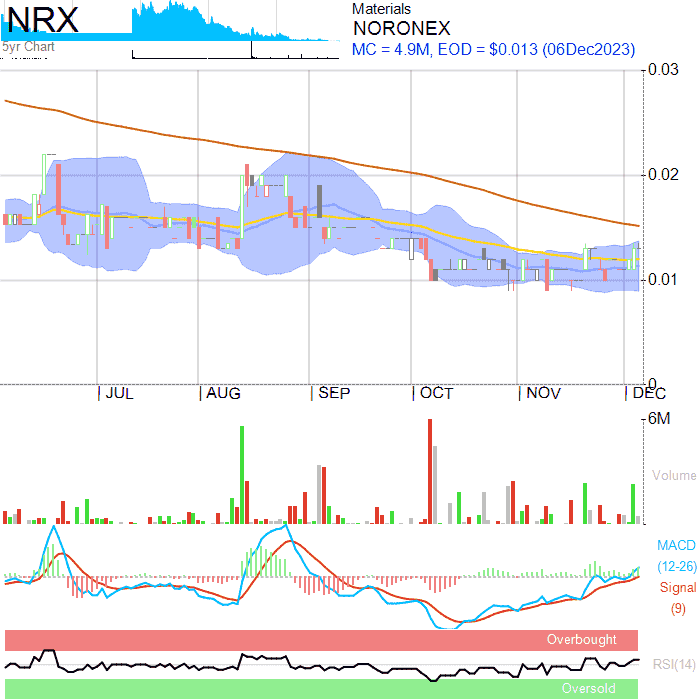 NRX
5yr Chart
Materials
NORONEX
MC = 4.9M, EOD = $0.013 (06Dec2023)
0.03
0.02
0.01
0
JUL AUG SEP OCT NOV DEC
6M
Volume
MACD
(12-26)
Signal
(9)
Overbought
RSI(14)
Oversold